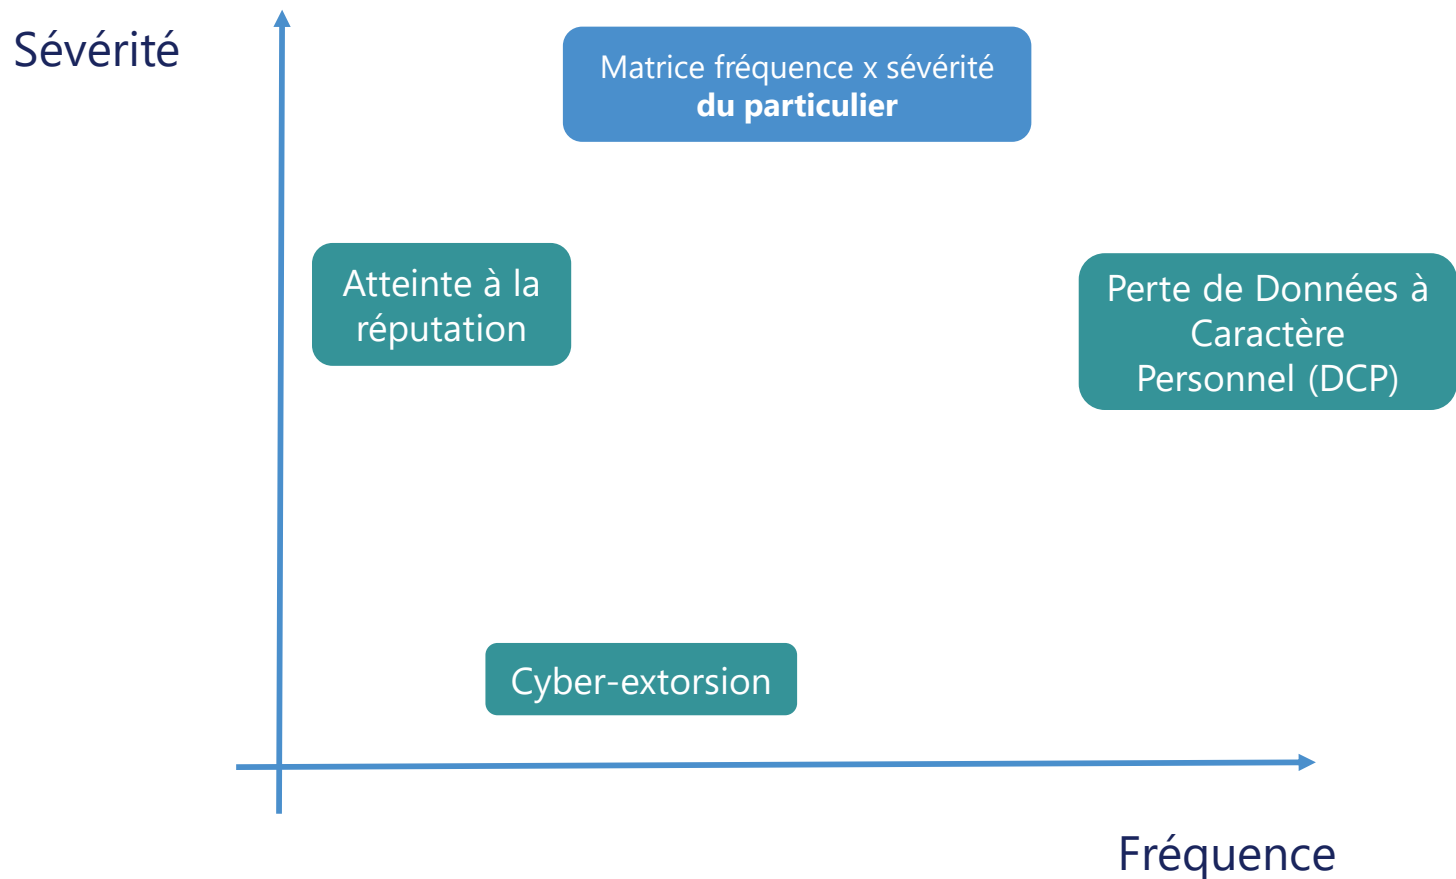 Sévérité
Matrice fréquence x sévérité
du particulier
Atteinte à la
réputation
Perte de Données à
Caractère
Personnel (DCP)
Cyber-extorsion
Fréquence